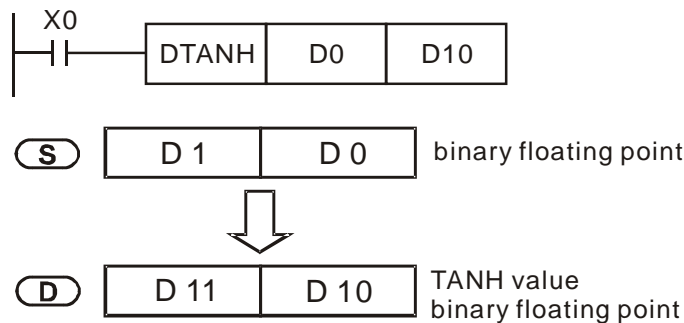 X0
DTANH D0 D10
S D 1 D 0 binary floating point
D D 11 D 10 TANH value
binary floating point